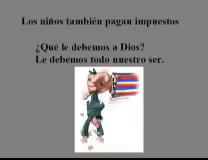 Los niños también pagan impuestos
¿Qué le debemos a Dios?
Le debemos todo nuestro ser.